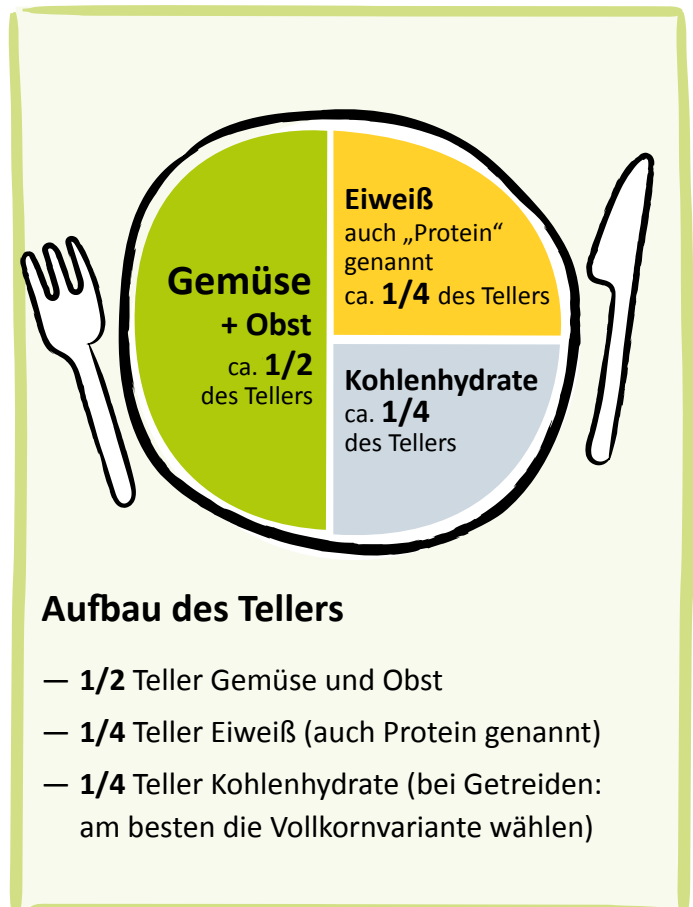 Gemüse
+ Obst
ca. 1/2
des Tellers
Eiweiß
auch „Protein“
genannt
ca. 1/4 des Tellers
Kohlenhydrate
ca. 1/4
des Tellers
Aufbau des Tellers
— 1/2 Teller Gemüse und Obst
— 1/4 Teller Eiweiß (auch Protein genannt)
— 1/4 Teller Kohlenhydrate (bei Getreiden:
am besten die Vollkornvariante wählen)